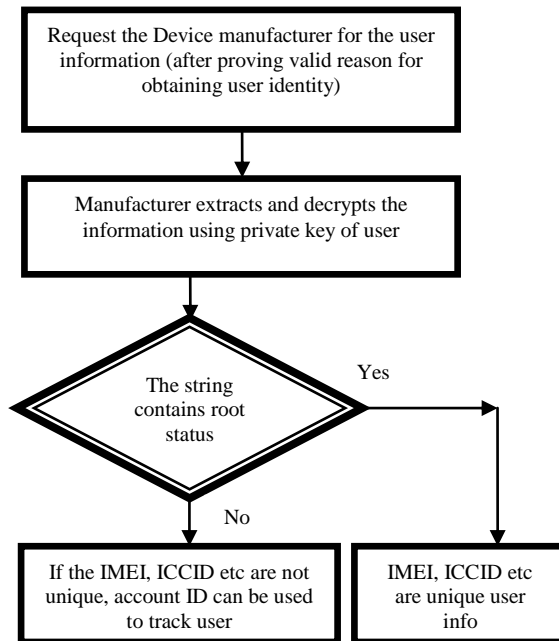 Request the Device manufacturer for the user
information (after proving valid reason for
obtaining user identity)
Manufacturer extracts and decrypts the
information using private key of user
The string
contains root
status
Yes
No
If the IMEI, ICCID etc are not
unique, account ID can be used
to track user
IMEI, ICCID etc
are unique user
info